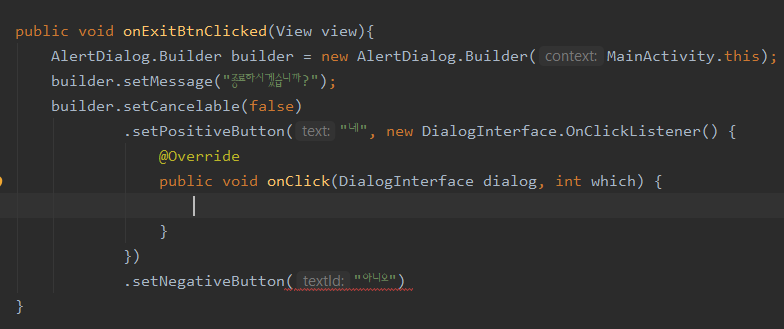 public void onExitBtnClicked(View view){
AlertDialog.Builder builder = new AlertDialog.Builder( context: MainActivity.this);
builder.setMessage("종료하시겠습니까?");
builder.setCancelable(false)
.setPositiveButton( text: "네", new DialogInterface.OnClickListener() {
@Override
public void onClick(DialogInterface dialog, int which) {
}
})
.setNegativeButton( textId: "아니오")
}